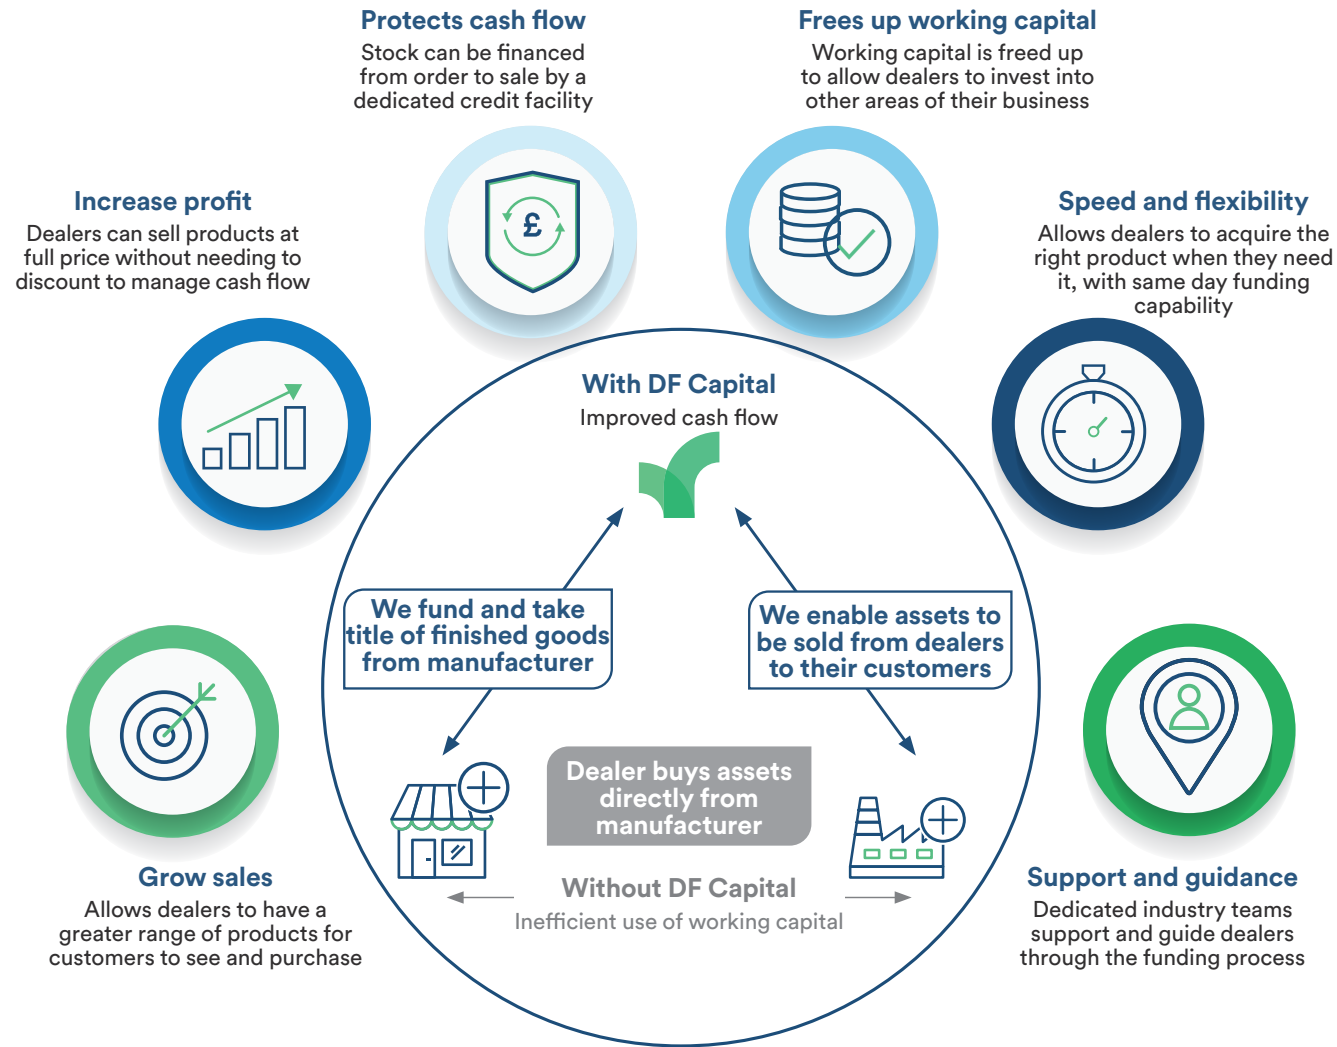 Protects cash flow
Stock can be financed
from order to sale by a
dedicated credit facility
Frees up working capital
Working capital is freed up
to allow dealers to invest into
other areas of their business
Increase profit
Dealers can sell products at
full price without needing to
discount to manage cash flow
Speed and flexibility
Allows dealers to acquire the
right product when they need
it, with same day funding
capability
£
With DF Capital
Improved cash flow
We fund and take
title of finished goods
from manufacturer
We enable assets to
be sold from dealers
to their customers
Dealer buys assets
directly from
manufacturer
Without DF Capital
Inefficient use of working capital
Grow sales
Allows dealers to have a
greater range of products for
customers to see and purchase
Support and guidance
Dedicated industry teams
support and guide dealers
through the funding process